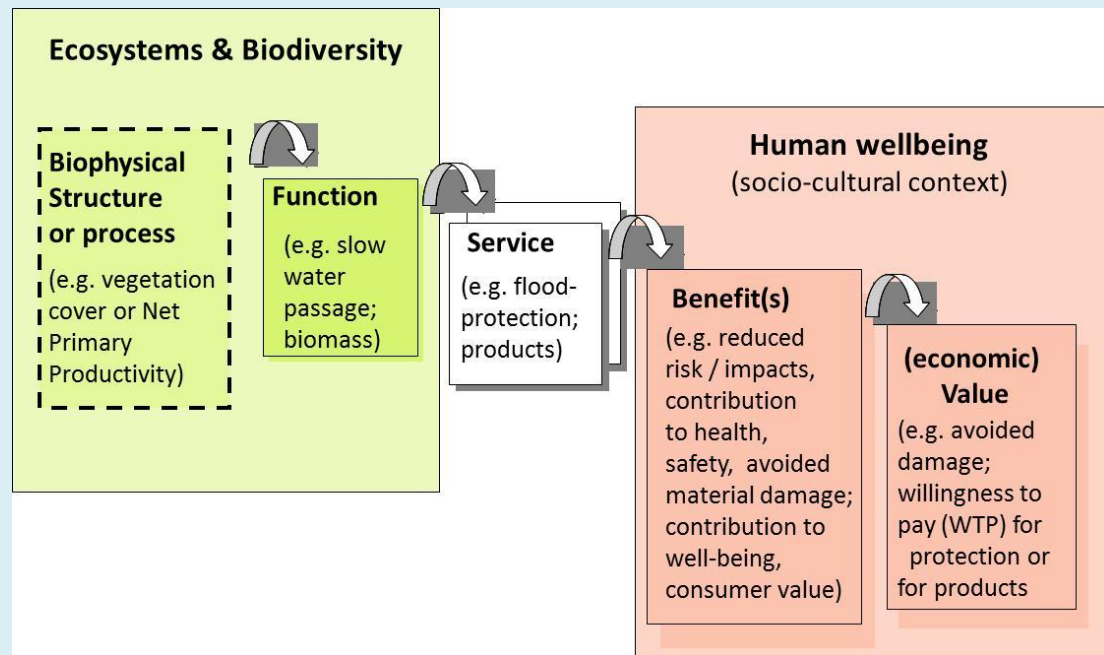 Ecosystems & Biodiversity
Biophysical
Structure
or process
(e.g. vegetation
cover or Net
Primary
Productivity)
Function
(e.g. slow
water
passage;
biomass)
Service
(e.g. flood-
protection;
products)
Human wellbeing
(socio-cultural context)
Benefit(s)
(e.g. reduced
risk / impacts,
contribution
to health,
safety, avoided
material damage;
contribution to
well-being,
consumer value)
(economic)
Value
(e.g. avoided
damage;
willingness to
pay (WTP) for
protection or
for products